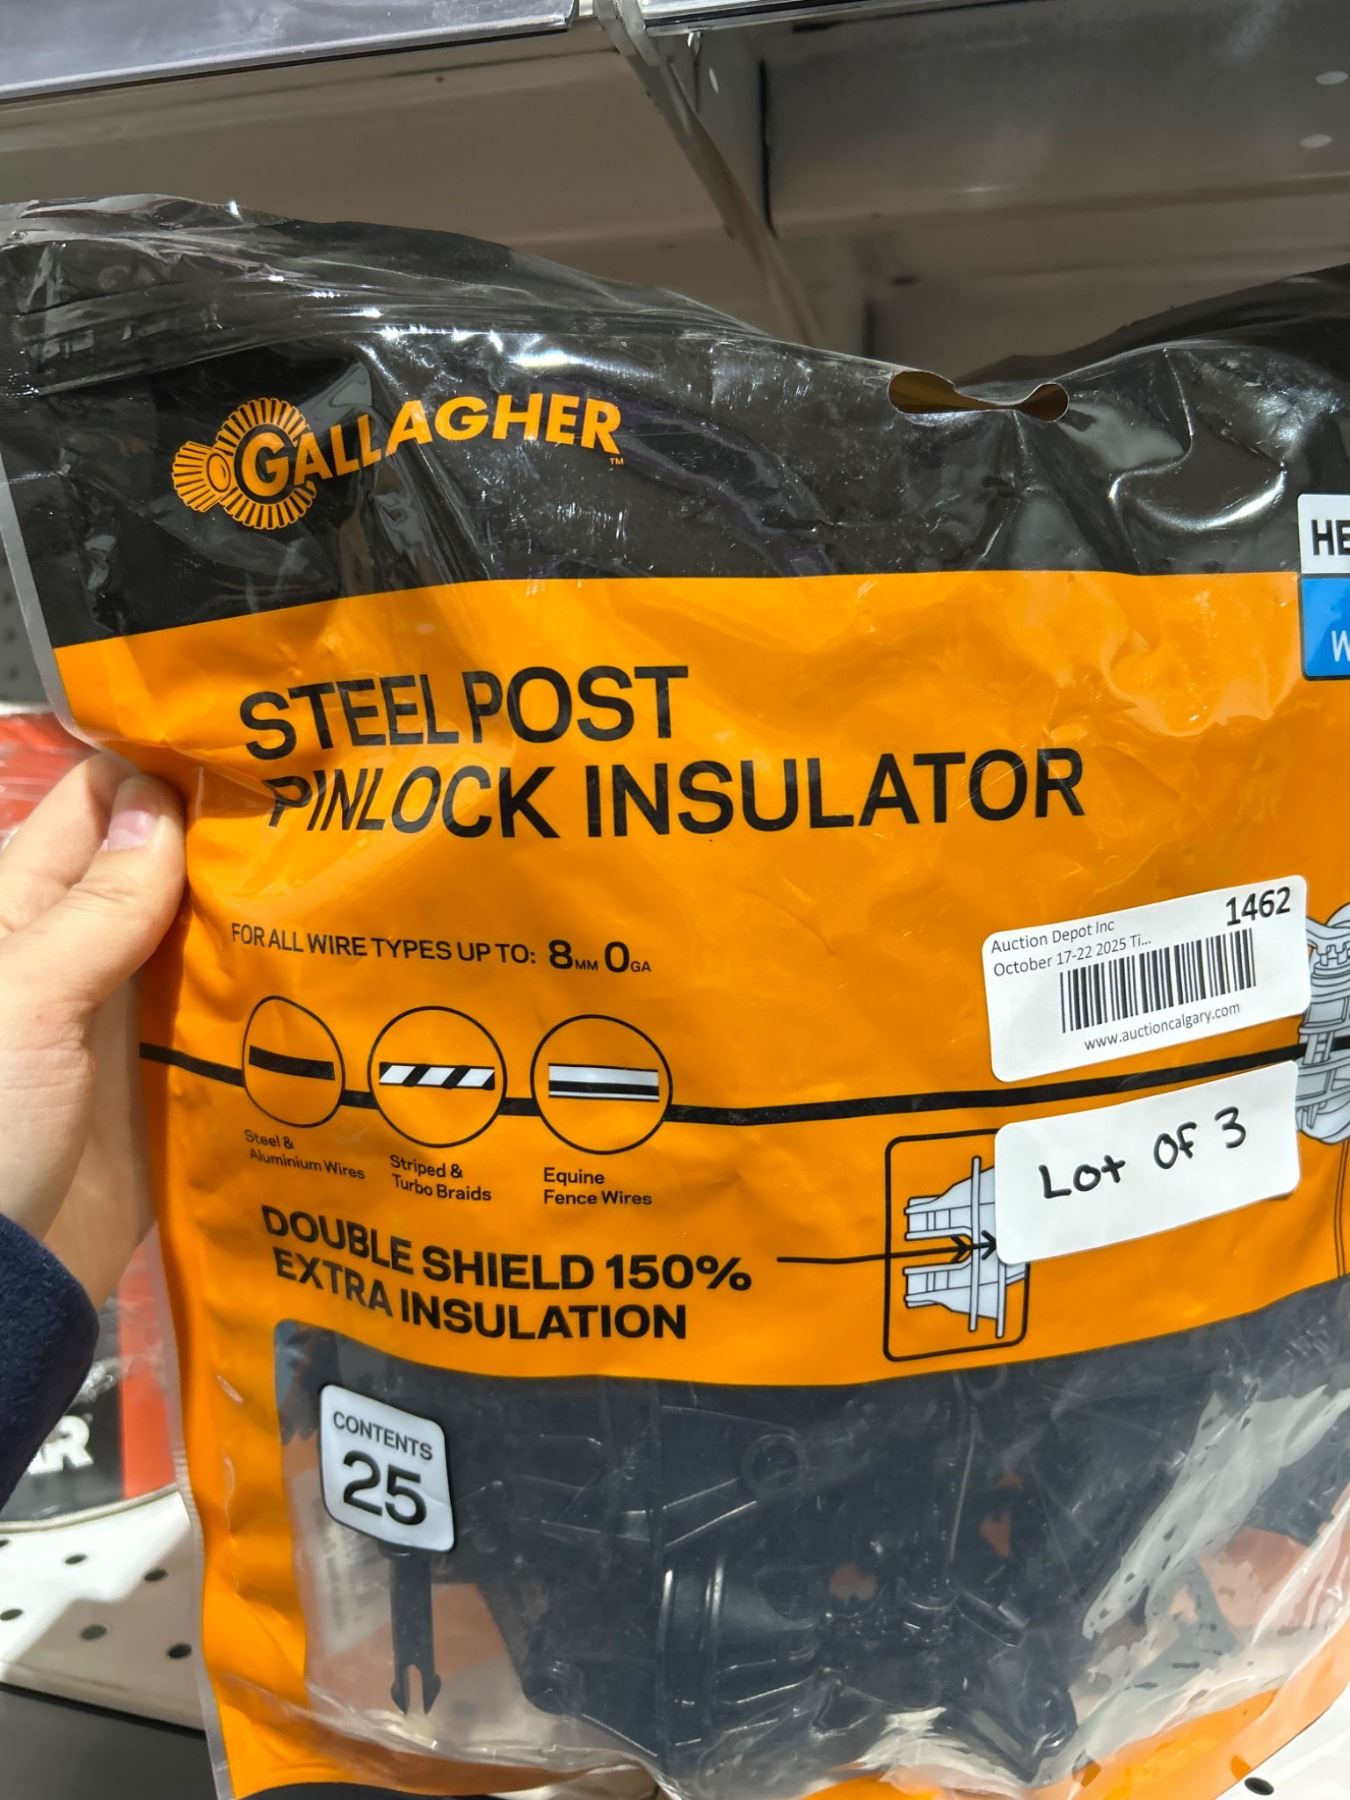 GALLAGHER™
HE
W
STEEL POST
PINLOCK INSULATOR
1462
Auction Depot Inc
October 17-22 2025 Ti...
www.auctioncalgary.com
FOR ALL WIRE TYPES UP TO: 8MM 0GA
Lot OF 3
Steel &
Aluminium Wires
Striped &
Turbo Braids
Equine
Fence Wires
DOUBLE SHIELD 150%
EXTRA INSULATION
CONTENTS
25